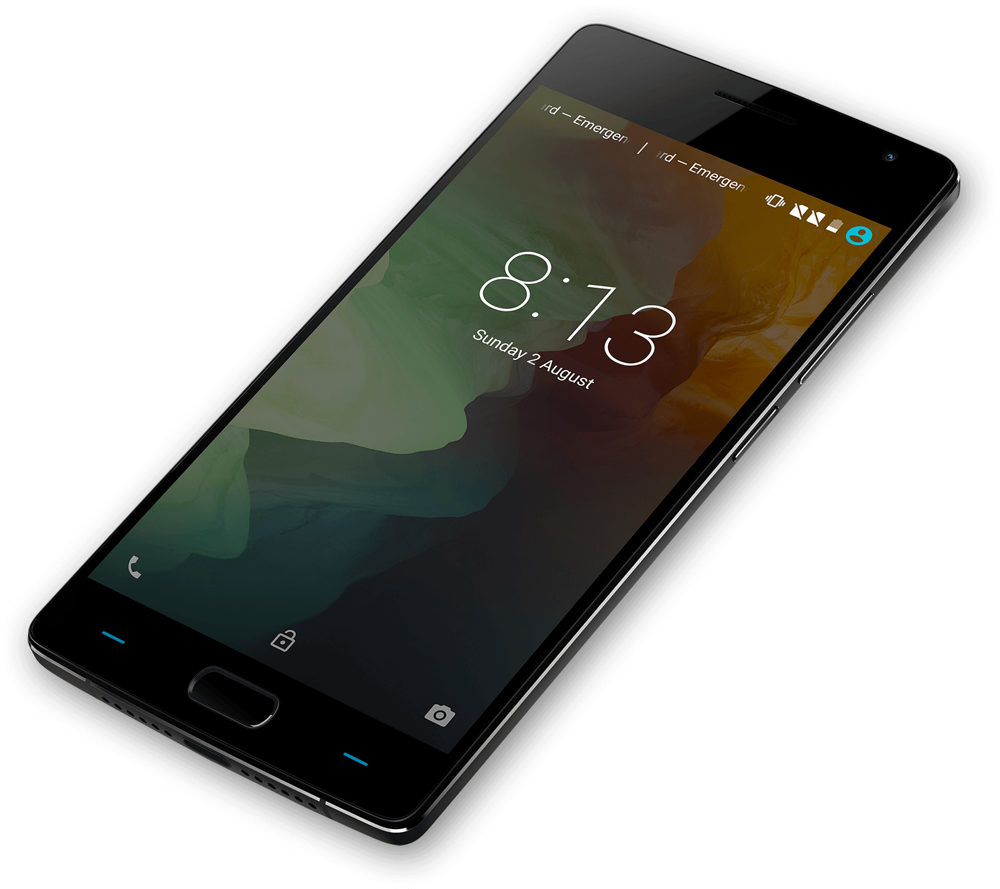 rd — Emergen | rd — Emergen
8:13
Sunday 2 August